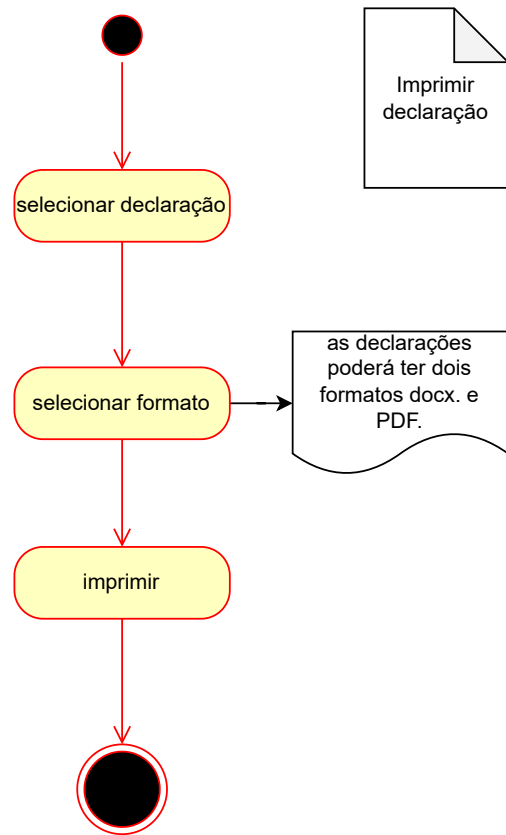 Imprimir
declaração
selecionar declaração
as declarações
poderá ter dois
formatos docx. e
PDF.
selecionar formato
imprimir